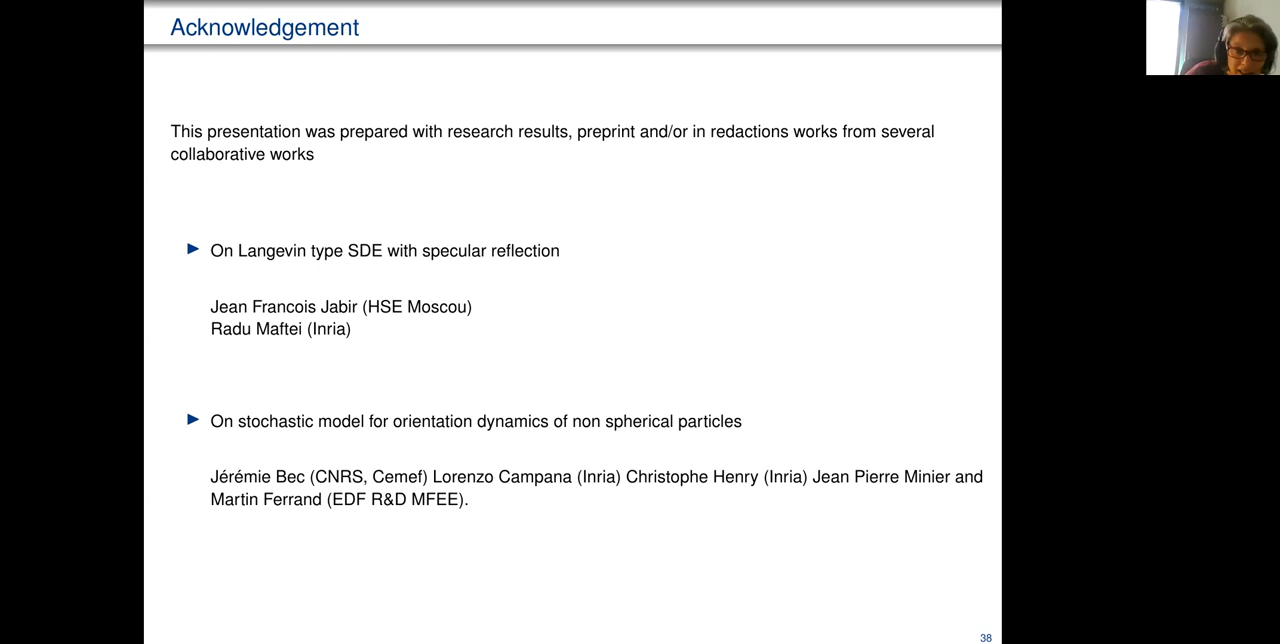 Acknowledgement
This presentation was prepared with research results, preprint and/or in redactions works from several
collaborative works
On Langevin type SDE with specular reflection
Jean Francois Jabir (HSE Moscou)
Radu Maftei (Inria)
On stochastic model for orientation dynamics of non spherical particles
Jérémie Bec (CNRS, Cemef) Lorenzo Campana (Inria) Christophe Henry (Inria) Jean Pierre Minier and
Martin Ferrand (EDF R&D MFEE).
38